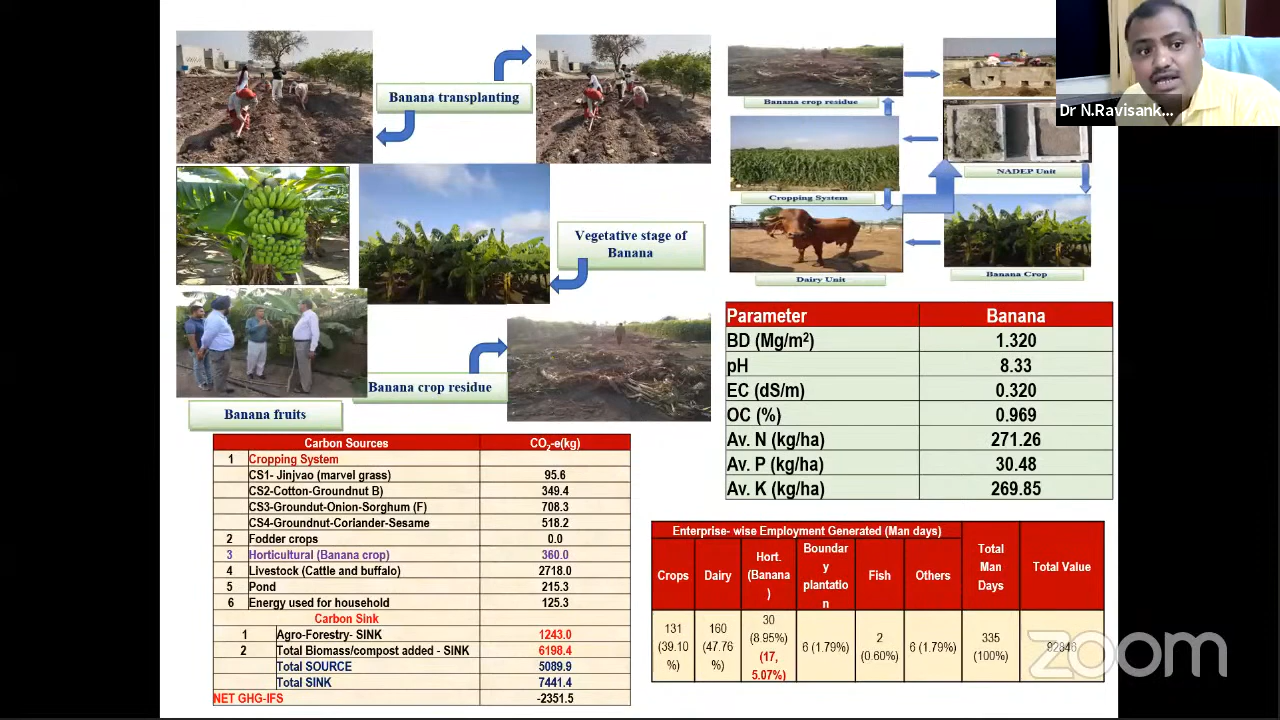 Banana transplanting
Vegetative stage of
Banana
Banana crop residue
Banana fruits
Banana crop residue
NADEP Unit
Cropping System
Dairy Unit
Banana Crop
Dr N.Ravisank...
Parameter Banana
BD (Mg/m²) 1.320
pH 8.33
EC (dS/m) 0.320
OC (%) 0.969
Av. N (kg/ha) 271.26
Av. P (kg/ha) 30.48
Av. K (kg/ha) 269.85
Carbon Sources CO₂-e(kg)
1 Cropping System
CS1- Jinjvao (marvel grass) 95.6
CS2-Cotton-Groundnut B) 349.4
CS3-Groundut-Onion-Sorghum (F) 708.3
CS4-Groundnut-Coriander-Sesame 518.2
2 Fodder crops 0.0
3 Horticultural (Banana crop) 360.0
4 Livestock (Cattle and buffalo) 2718.0
5 Pond 215.3
6 Energy used for household 125.3
Carbon Sink
1 Agro-Forestry- SINK 1243.0
2 Total Biomass/compost added - SINK 6198.4
Total SOURCE 5089.9
Total SINK 7441.4
NET GHG-IFS -2351.5
Enterprise- wise Employment Generated (Man days)
Crops
Dairy
Hort.
(Banana
)
Boundar
y
plantatio
n
Fish
Others
Total
Man
Days
Total Value
131
(39.10
%)
160
(47.76
%)
30
(8.95%)
(17,
5.07%)
6 (1.79%)
2
(0.60%)
6 (1.79%)
335
(100%)
zoom